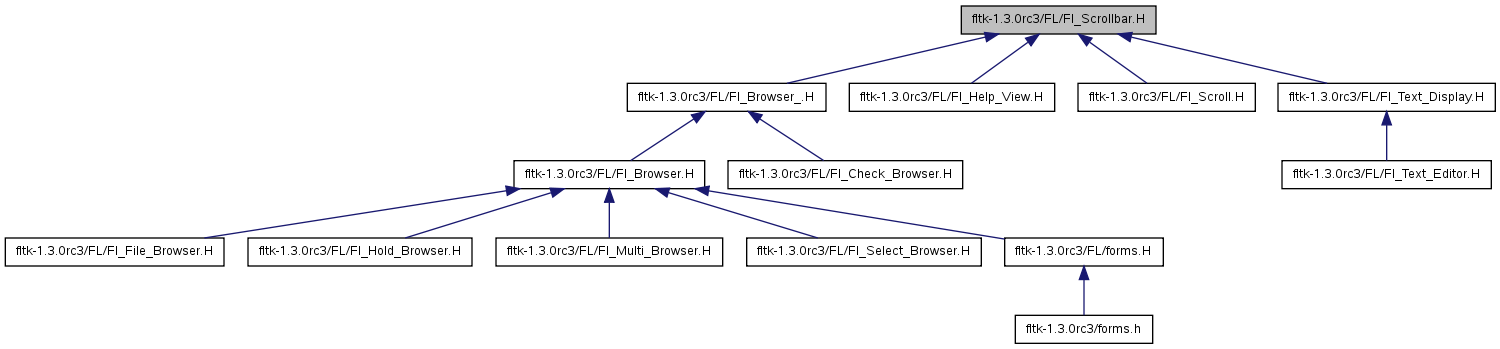 fltk-1.3.0rc3/FL/Fl_Scrollbar.H
fltk-1.3.0rc3/FL/Fl_Browser_.H
fltk-1.3.0rc3/FL/Fl_Help_View.H
fltk-1.3.0rc3/FL/Fl_Scroll.H
fltk-1.3.0rc3/FL/Fl_Text_Display.H
fltk-1.3.0rc3/FL/Fl_Browser.H
fltk-1.3.0rc3/FL/Fl_Check_Browser.H
fltk-1.3.0rc3/FL/Fl_Text_Editor.H
fltk-1.3.0rc3/FL/Fl_File_Browser.H
fltk-1.3.0rc3/FL/Fl_Hold_Browser.H
fltk-1.3.0rc3/FL/Fl_Multi_Browser.H
fltk-1.3.0rc3/FL/Fl_Select_Browser.H
fltk-1.3.0rc3/FL/forms.H
fltk-1.3.0rc3/forms.h